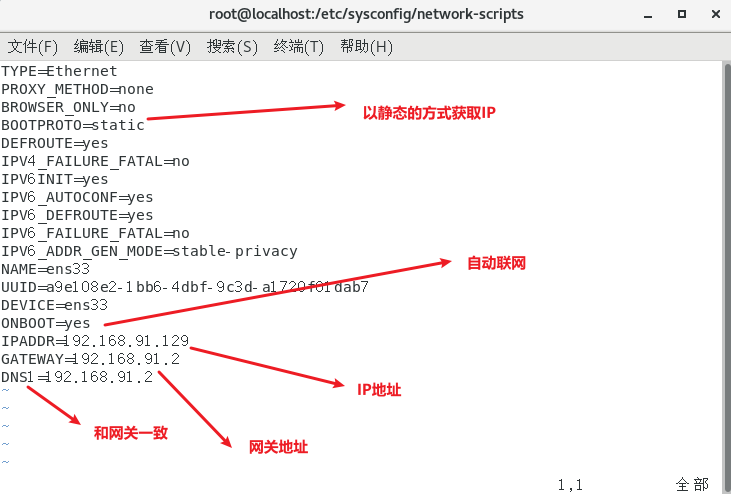 root@localhost:/etc/sysconfig/network-scripts
文件(F) 编辑(E) 查看(V) 搜索(S) 终端(T) 帮助(H)
TYPE=Ethernet
PROXY_METHOD=none
BROWSER_ONLY=no
BOOTPROTO=static
以静态的方式获取IP
DEFROUTE=yes
IPV4_FAILURE_FATAL=no
IPV6INIT=yes
IPV6_AUTOCONF=yes
IPV6_DEFROUTE=yes
IPV6_FAILURE_FATAL=no
IPV6_ADDR_GEN_MODE=stable-privacy
NAME=ens33
自动联网
UUID=a9e108e2-1bb6-4dbf-9c3d-a1720f01dab7
DEVICE=ens33
ONBOOT=yes
IPADDR=192.168.91.129
GATEWAY=192.168.91.2
DNS1=192.168.91.2
~
IP地址
~
~
和网关一致
~
网关地址
~
1,1 全部